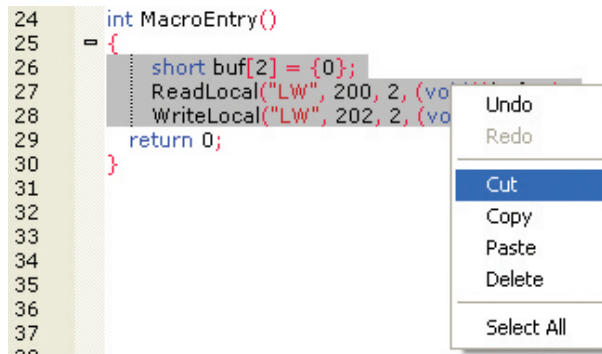 24 int MacroEntry()
25 {
26 short buf[2] = {0};
27 ReadLocal("LW", 200, 2, (vo
28 WriteLocal("LW", 202, 2, (vo
29 return 0;
30 }
31
32
33
34
35
36
37
Undo
Redo
Cut
Copy
Paste
Delete
Select All